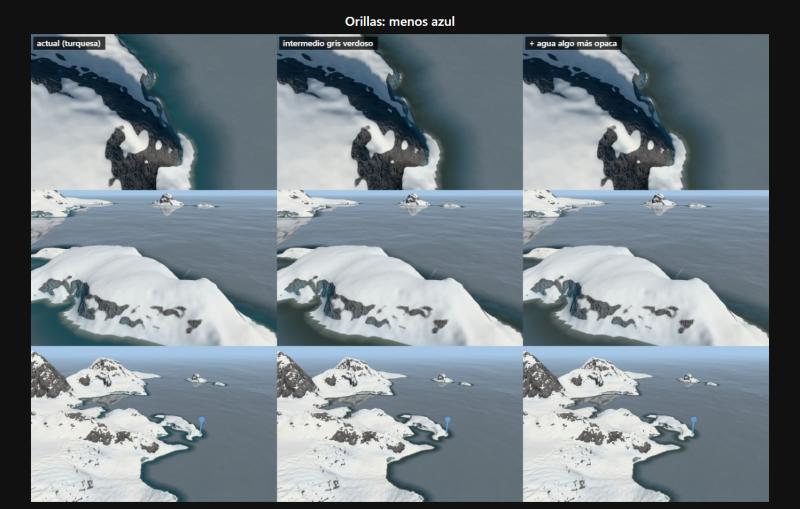 Orillas: menos azul
actual (turquesa)
intermedio gris verdoso
+ agua algo más opaca